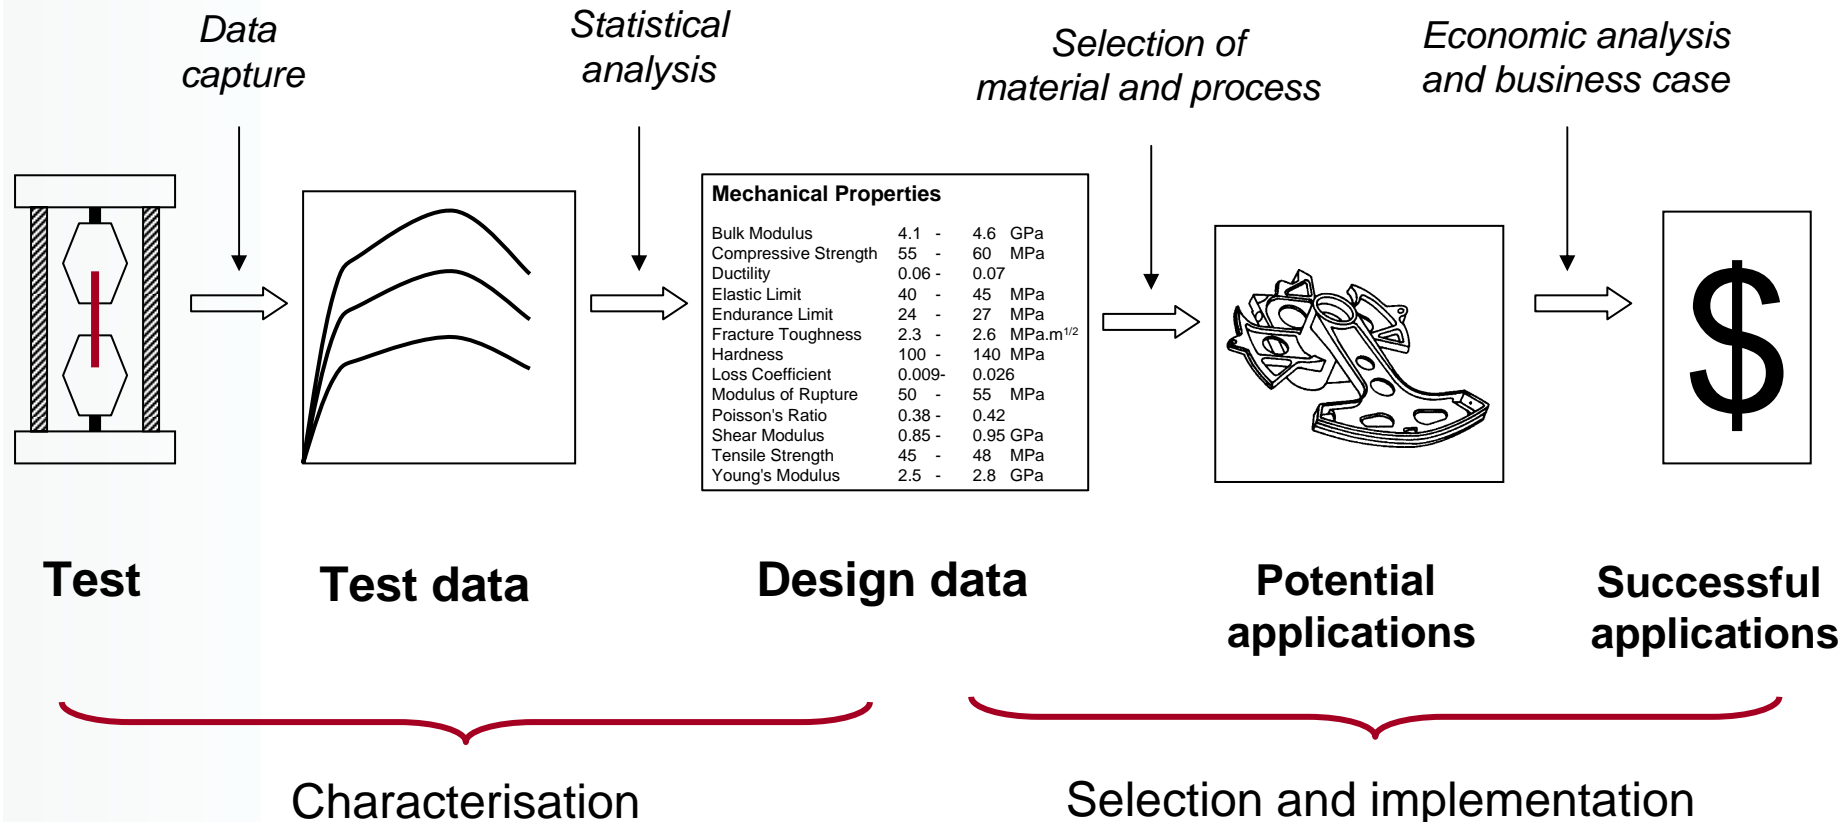 Data
capture
Statistical
analysis
Selection of
material and process
Economic analysis
and business case
Mechanical Properties
Bulk Modulus 4.1 - 4.6 GPa
Compressive Strength 55 - 60 MPa
Ductility 0.06 - 0.07
Elastic Limit 40 - 45 MPa
Endurance Limit 24 - 27 MPa
Fracture Toughness 2.3 - 2.6 MPa.m1/2
Hardness 100 - 140 MPa
Loss Coefficient 0.009- 0.026
Modulus of Rupture 50 - 55 MPa
Poisson's Ratio 0.38 - 0.42
Shear Modulus 0.85 - 0.95 GPa
Tensile Strength 45 - 48 MPa
Young's Modulus 2.5 - 2.8 GPa
$
Test
Test data
Design data
Potential
applications
Successful
applications
Characterisation
Selection and implementation